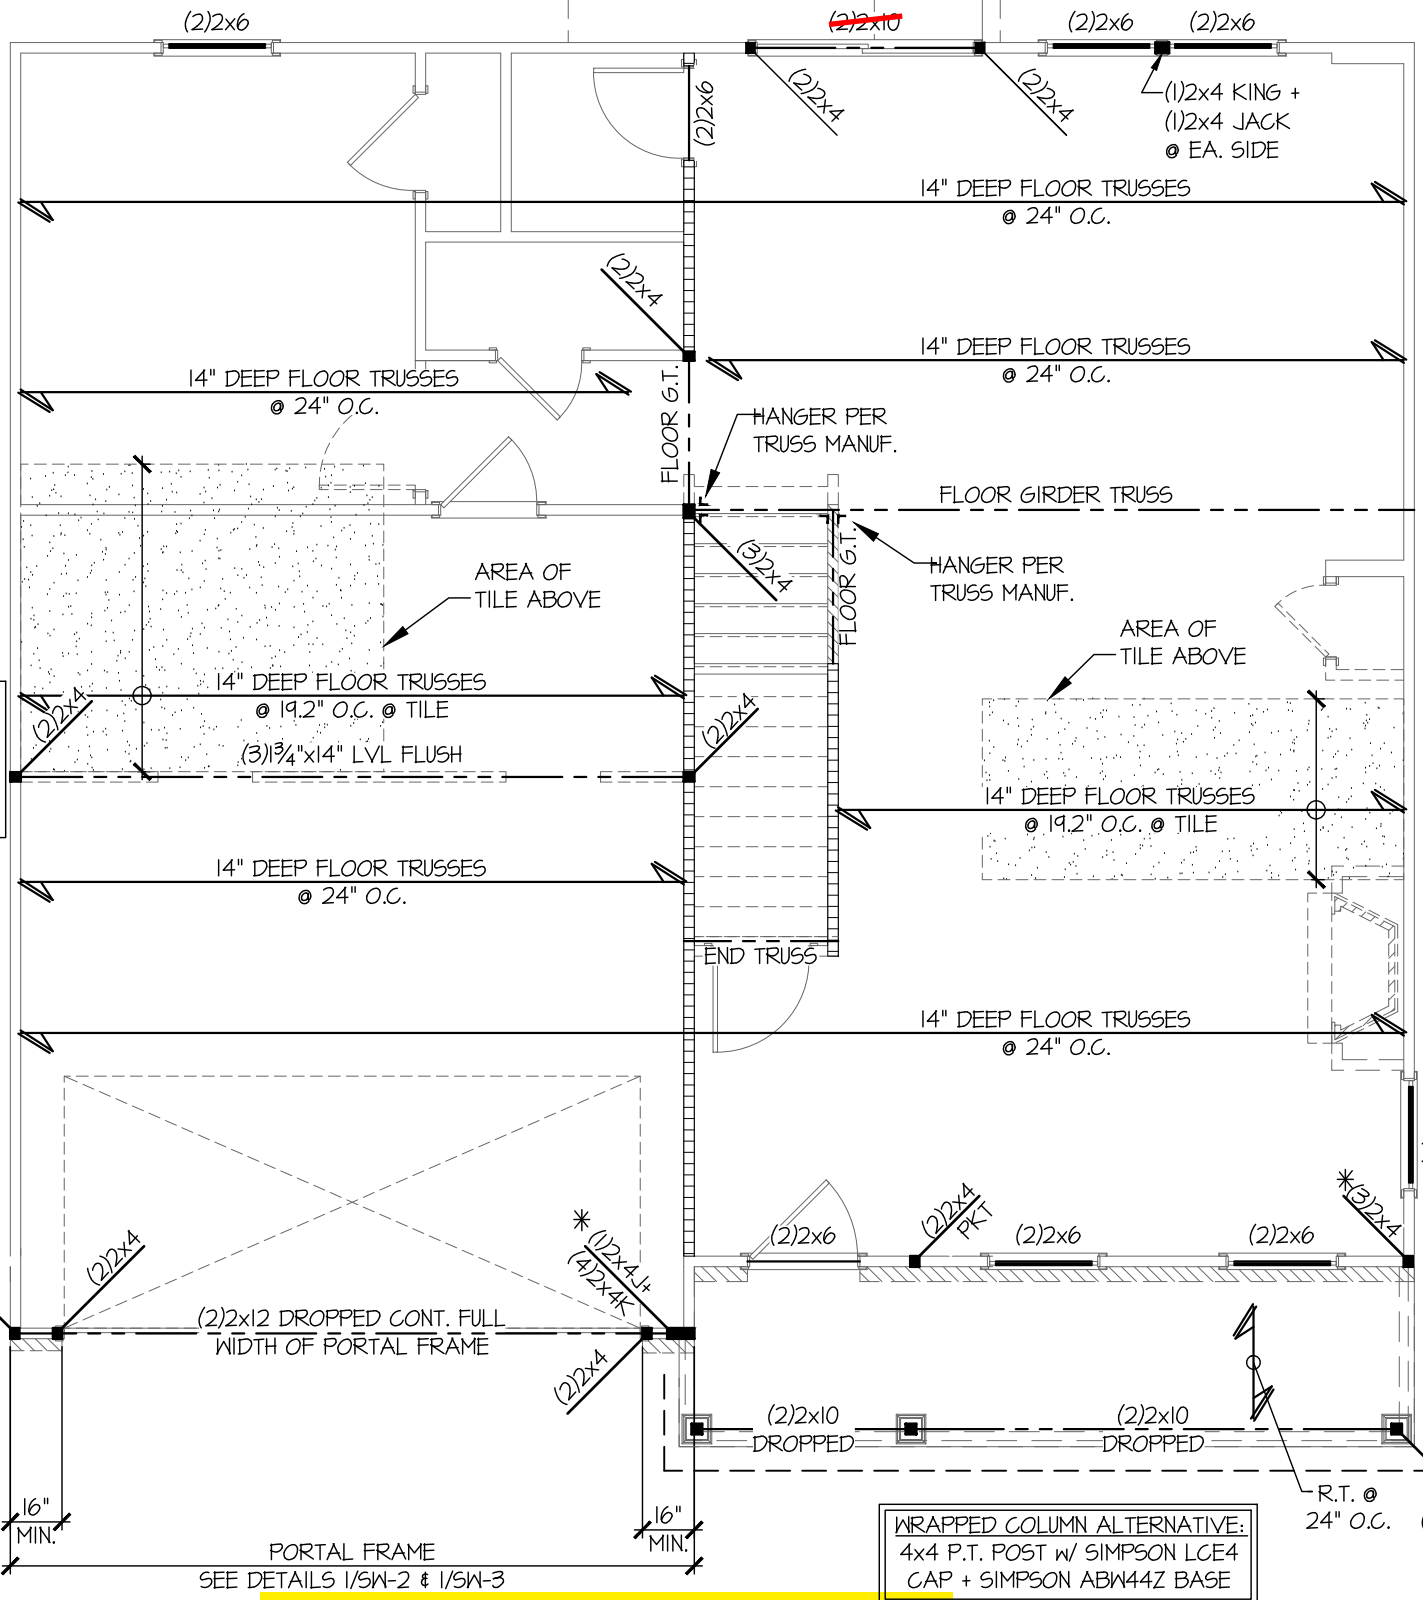 (2)2x6
(2)2x10
(2)2x6
(2)2x6
(2)2x6
(2)2x4
(2)2x4
(1)2x4 KING +
(1)2x4 JACK
@ EA. SIDE
14" DEEP FLOOR TRUSSES
@ 24" O.C.
(2)2x4
14" DEEP FLOOR TRUSSES
@ 24" O.C.
14" DEEP FLOOR TRUSSES
@ 24" O.C.
FLOOR G.T.
HANGER PER
TRUSS MANUF.
FLOOR GIRDER TRUSS
(3)2x4
FLOOR G.T.
HANGER PER
TRUSS MANUF.
AREA OF
TILE ABOVE
AREA OF
TILE ABOVE
14" DEEP FLOOR TRUSSES
@ 19.2" O.C. @ TILE
(2)2x4
(2)2x4
(3)1¾"x14" LVL FLUSH
14" DEEP FLOOR TRUSSES
@ 19.2" O.C. @ TILE
14" DEEP FLOOR TRUSSES
@ 24" O.C.
END TRUSS
14" DEEP FLOOR TRUSSES
@ 24" O.C.
(2)2x4
* (1)2x4J+
(4)2x4K
(2)2x6
(2)2x4
PKT
(2)2x6
(2)2x6
*(3)2x4
(2)2x12 DROPPED CONT. FULL
WIDTH OF PORTAL FRAME
(2)2x4
(2)2x10
DROPPED
(2)2x10
DROPPED
R.T. @
24" O.C.
16"
MIN.
16"
MIN.
PORTAL FRAME
SEE DETAILS 1/SW-2 & 1/SW-3
WRAPPED COLUMN ALTERNATIVE:
4x4 P.T. POST w/ SIMPSON LCE4
CAP + SIMPSON ABW44Z BASE